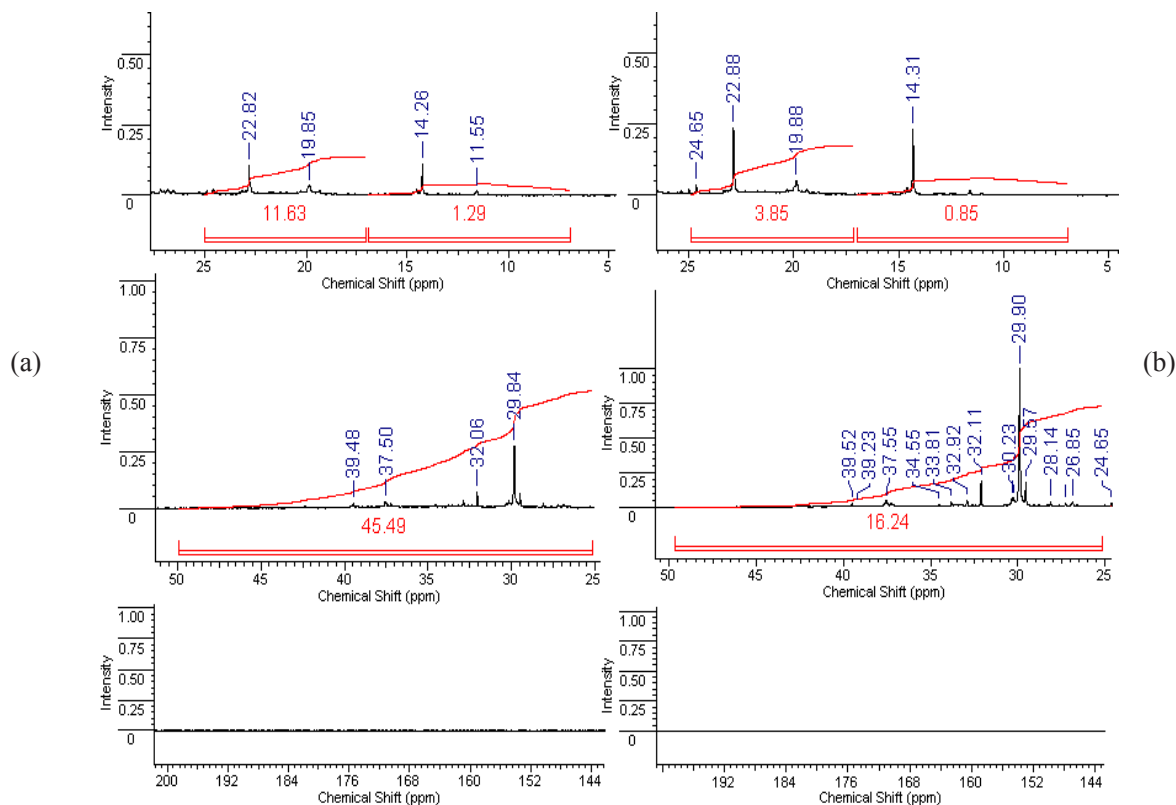 (a)
Intensity
0.50
0.25
0
22.82
19.85
14.26
11.55
11.63
1.29
25 20 15 10 5
Chemical Shift (ppm)
Intensity
1.00
0.75
0.50
0.25
0
39.48
37.50
32.06
29.84
45.49
50 45 40 35 30 25
Chemical Shift (ppm)
Intensity
1.00
0.75
0.50
0.25
0
200 192 184 176 168 160 152 144
Chemical Shift (ppm)
(b)
Intensity
0.50
0.25
0
24.65
22.88
19.88
14.31
3.85
0.85
25 20 15 10 5
Chemical Shift (ppm)
Intensity
1.00
0.75
0.50
0.25
0
39.52
39.23
37.55
34.55
33.81
32.92
32.11
30.23
29.90
28.14
26.85
24.65
16.24
50 45 40 35 30 25
Chemical Shift (ppm)
Intensity
1.00
0.75
0.50
0.25
0
192 184 176 168 160 152 144
Chemical Shift (ppm)